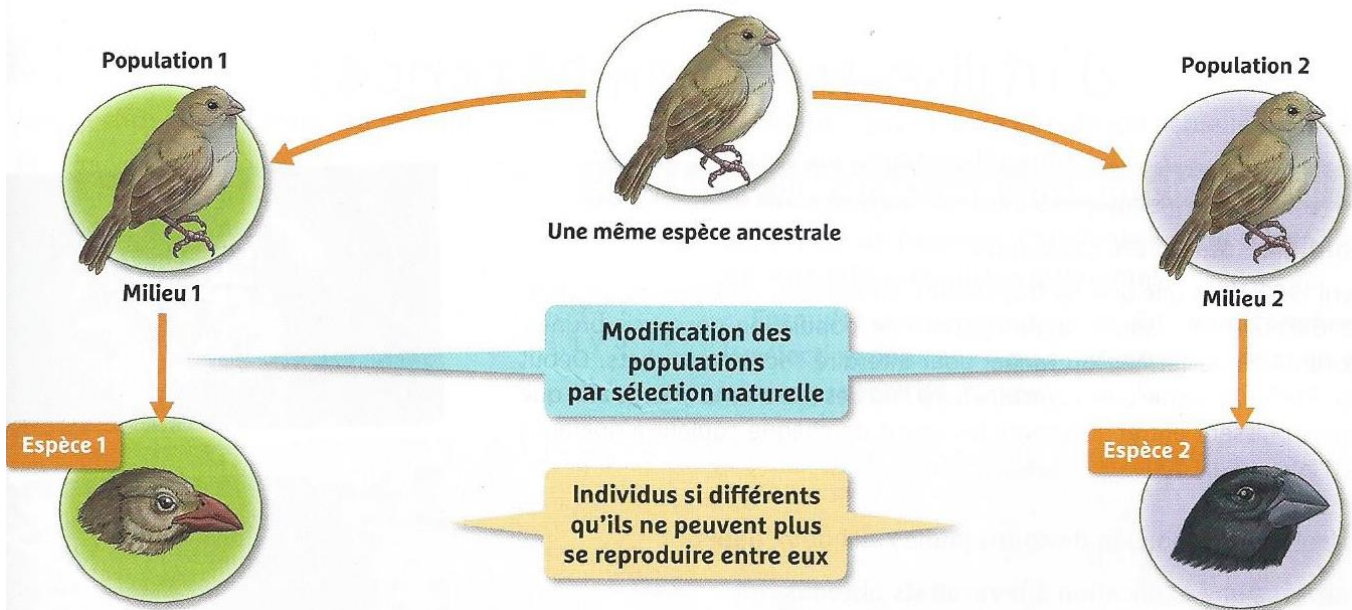 Population 1
Population 2
Une même espèce ancestrale
Milieu 1
Milieu 2
Modification des
populations
par sélection naturelle
Espèce 1
Espèce 2
Individus si différents
qu'ils ne peuvent plus
se reproduire entre eux